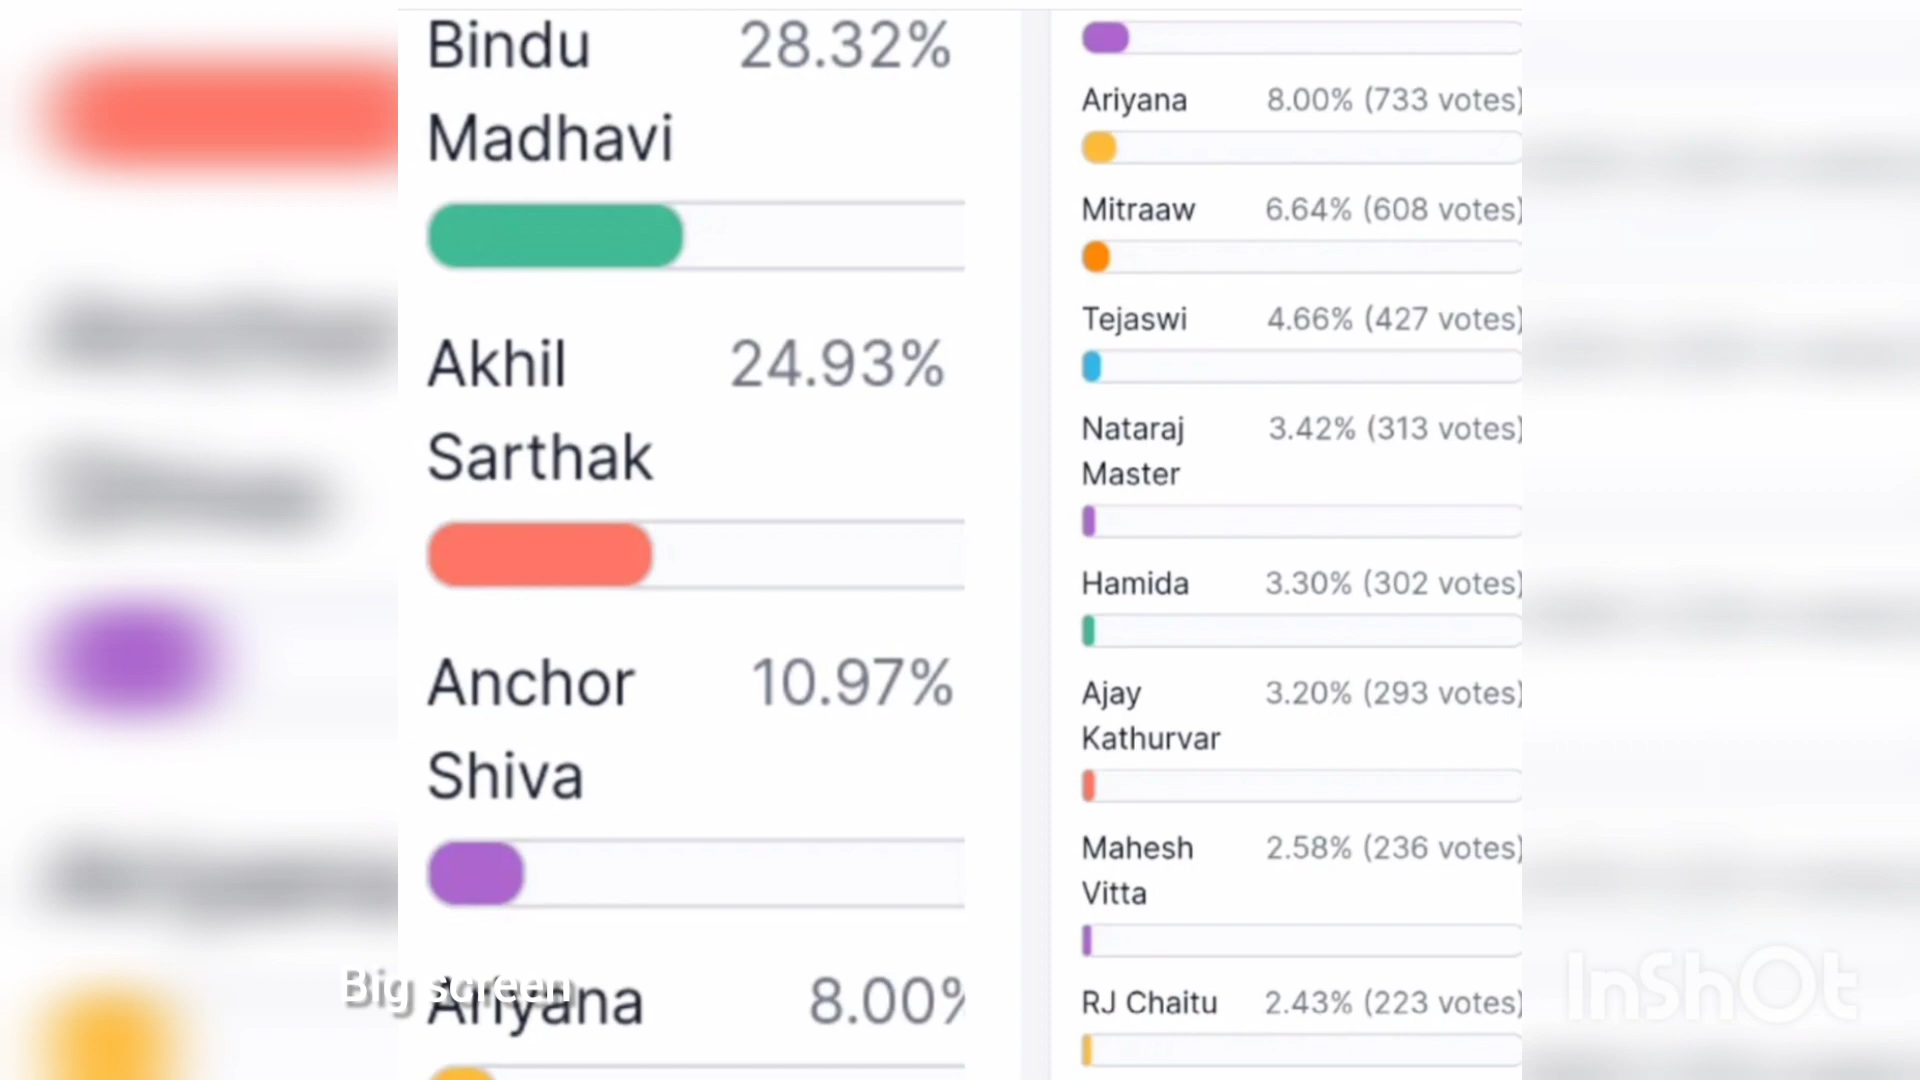 Bindu 28.32%
Madhavi
Akhil 24.93%
Sarthak
Anchor 10.97%
Shiva
Ariyana 8.00%
Big screen
Ariyana 8.00% (733 votes)
Mitraaw 6.64% (608 votes)
Tejaswi 4.66% (427 votes)
Nataraj 3.42% (313 votes)
Master
Hamida 3.30% (302 votes)
Ajay 3.20% (293 votes)
Kathurvar
Mahesh 2.58% (236 votes)
Vitta
RJ Chaitu 2.43% (223 votes)
InShOt